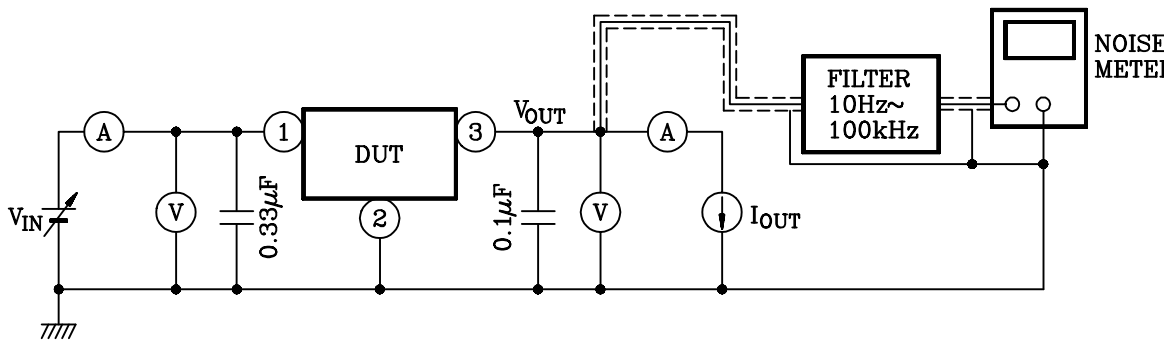 NOISE
METER
FILTER
10Hz~
100kHz
A
1
DUT
3
VOUT
A
VIN
V
0.33µF
2
0.1µF
V
IOUT